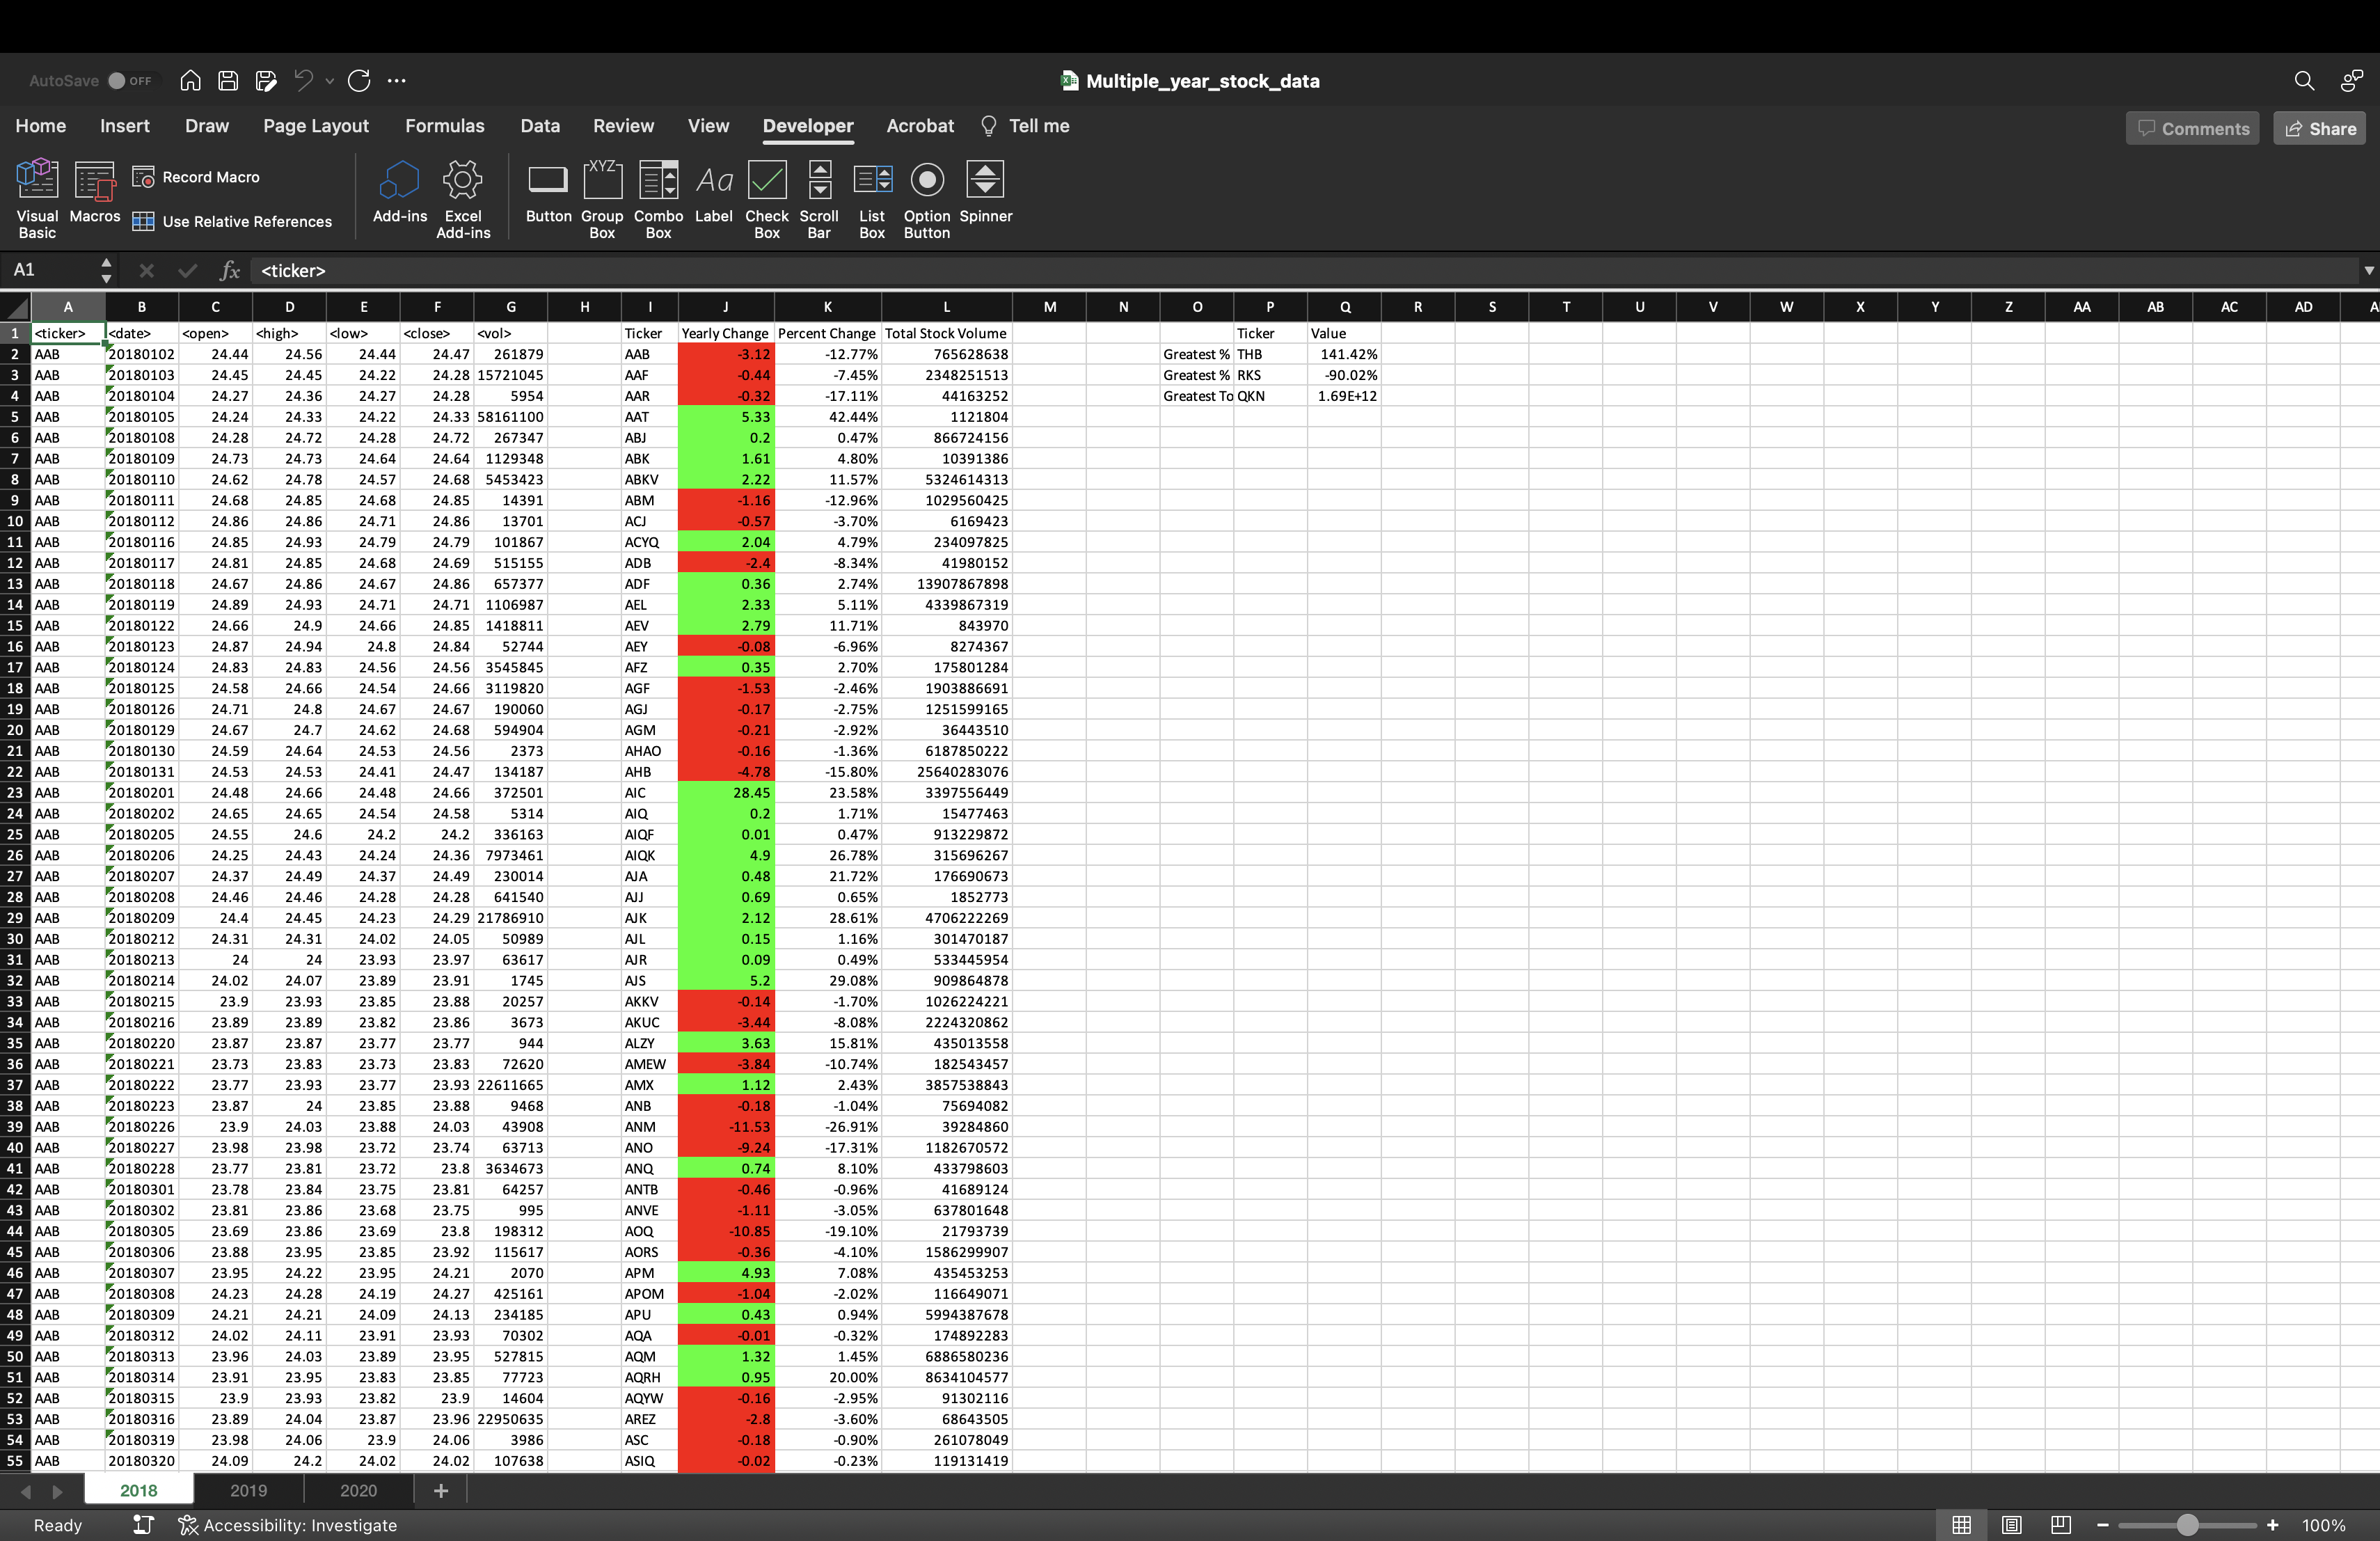 AutoSave OFF Multiple_year_stock_data
Home Insert Draw Page Layout Formulas Data Review View Developer Acrobat Tell me Comments Share
Visual Basic Macros Record Macro Use Relative References Add-ins Excel Add-ins Button Group Box Combo Box Label Check Box Scroll Bar List Box Option Button Spinner
A1 fx <ticker>
A B C D E F G H I J K L M N O P Q R S T U V W X Y Z AA AB AC AD
1 <ticker> <date> <open> <high> <low> <close> <vol> Ticker Yearly Change Percent Change Total Stock Volume Ticker Value
2 AAB 20180102 24.44 24.56 24.44 24.47 261879 AAB -3.12 -12.77% 765628638 Greatest % THB 141.42%
3 AAB 20180103 24.45 24.45 24.22 24.28 15721045 AAF -0.44 -7.45% 2348251513 Greatest % RKS -90.02%
4 AAB 20180104 24.27 24.36 24.27 24.28 5954 AAR -0.32 -17.11% 44163252 Greatest To QKN 1.69E+12
5 AAB 20180105 24.24 24.33 24.22 24.33 58161100 AAT 5.33 42.44% 1121804
6 AAB 20180108 24.28 24.72 24.28 24.72 267347 ABJ 0.2 0.47% 866724156
7 AAB 20180109 24.73 24.73 24.64 24.64 1129348 ABK 1.61 4.80% 10391386
8 AAB 20180110 24.62 24.78 24.57 24.68 5453423 ABKV 2.22 11.57% 5324614313
9 AAB 20180111 24.68 24.85 24.68 24.85 14391 ABM -1.16 -12.96% 1029560425
10 AAB 20180112 24.86 24.86 24.71 24.86 13701 ACJ -0.57 -3.70% 6169423
11 AAB 20180116 24.85 24.93 24.79 24.79 101867 ACYQ 2.04 4.79% 234097825
12 AAB 20180117 24.81 24.85 24.68 24.69 515155 ADB -2.4 -8.34% 41980152
13 AAB 20180118 24.67 24.86 24.67 24.86 657377 ADF 0.36 2.74% 13907867898
14 AAB 20180119 24.89 24.93 24.71 24.71 1106987 AEL 2.33 5.11% 4339867319
15 AAB 20180122 24.66 24.9 24.66 24.85 1418811 AEV 2.79 11.71% 843970
16 AAB 20180123 24.87 24.94 24.8 24.84 52744 AEY -0.08 -6.96% 8274367
17 AAB 20180124 24.83 24.83 24.56 24.56 3545845 AFZ 0.35 2.70% 175801284
18 AAB 20180125 24.58 24.66 24.54 24.66 3119820 AGF -1.53 -2.46% 1903886691
19 AAB 20180126 24.71 24.8 24.67 24.67 190060 AGJ -0.17 -2.75% 1251599165
20 AAB 20180129 24.67 24.7 24.62 24.68 594904 AGM -0.21 -2.92% 36443510
21 AAB 20180130 24.59 24.64 24.53 24.56 2373 AHAO -0.16 -1.36% 6187850222
22 AAB 20180131 24.53 24.53 24.41 24.47 134187 AHB -4.78 -15.80% 25640283076
23 AAB 20180201 24.48 24.66 24.48 24.66 372501 AIC 28.45 23.58% 3397556449
24 AAB 20180202 24.65 24.65 24.54 24.58 5314 AIQ 0.2 1.71% 15477463
25 AAB 20180205 24.55 24.6 24.2 24.2 336163 AIQF 0.01 0.47% 913229872
26 AAB 20180206 24.25 24.43 24.24 24.36 7973461 AIQK 4.9 26.78% 315696267
27 AAB 20180207 24.37 24.49 24.37 24.49 230014 AJA 0.48 21.72% 176690673
28 AAB 20180208 24.46 24.46 24.28 24.28 641540 AJJ 0.69 0.65% 1852773
29 AAB 20180209 24.4 24.45 24.23 24.29 21786910 AJK 2.12 28.61% 4706222269
30 AAB 20180212 24.31 24.31 24.02 24.05 50989 AJL 0.15 1.16% 301470187
31 AAB 20180213 24 24 23.93 23.97 63617 AJR 0.09 0.49% 533445954
32 AAB 20180214 24.02 24.07 23.89 23.91 1745 AJS 5.2 29.08% 909864878
33 AAB 20180215 23.9 23.93 23.85 23.88 20257 AKKV -0.14 -1.70% 1026224221
34 AAB 20180216 23.89 23.89 23.82 23.86 3673 AKUC -3.44 -8.08% 2224320862
35 AAB 20180220 23.87 23.87 23.77 23.77 944 ALZY 3.63 15.81% 435013558
36 AAB 20180221 23.73 23.83 23.73 23.83 72620 AMEW -3.84 -10.74% 182543457
37 AAB 20180222 23.77 23.93 23.77 23.93 22611665 AMX 1.12 2.43% 3857538843
38 AAB 20180223 23.87 24 23.85 23.88 9468 ANB -0.18 -1.04% 75694082
39 AAB 20180226 23.9 24.03 23.88 24.03 43908 ANM -11.53 -26.91% 39284860
40 AAB 20180227 23.98 23.98 23.72 23.74 63713 ANO -9.24 -17.31% 1182670572
41 AAB 20180228 23.77 23.81 23.72 23.8 3634673 ANQ 0.74 8.10% 433798603
42 AAB 20180301 23.78 23.84 23.75 23.81 64257 ANTB -0.46 -0.96% 41689124
43 AAB 20180302 23.81 23.86 23.68 23.75 995 ANVE -1.11 -3.05% 637801648
44 AAB 20180305 23.69 23.86 23.69 23.8 198312 AOQ -10.85 -19.10% 21793739
45 AAB 20180306 23.88 23.95 23.85 23.92 115617 AORS -0.36 -4.10% 1586299907
46 AAB 20180307 23.95 24.22 23.95 24.21 2070 APM 4.93 7.08% 435453253
47 AAB 20180308 24.23 24.28 24.19 24.27 425161 APOM -1.04 -2.02% 116649071
48 AAB 20180309 24.21 24.21 24.09 24.13 234185 APU 0.43 0.94% 5994387678
49 AAB 20180312 24.02 24.11 23.91 23.93 70302 AQA -0.01 -0.32% 174892283
50 AAB 20180313 23.96 24.03 23.89 23.95 527815 AQM 1.32 1.45% 6886580236
51 AAB 20180314 23.91 23.95 23.83 23.85 77723 AQRH 0.95 20.00% 8634104577
52 AAB 20180315 23.9 23.93 23.82 23.9 14604 AQYW -0.16 -2.95% 91302116
53 AAB 20180316 23.89 24.04 23.87 23.96 22950635 AREZ -2.8 -3.60% 68643505
54 AAB 20180319 23.98 24.06 23.9 24.06 3986 ASC -0.18 -0.90% 261078049
55 AAB 20180320 24.09 24.2 24.02 24.02 107638 ASIQ -0.02 -0.23% 119131419
2018 2019 2020 +
Ready Accessibility: Investigate 100%